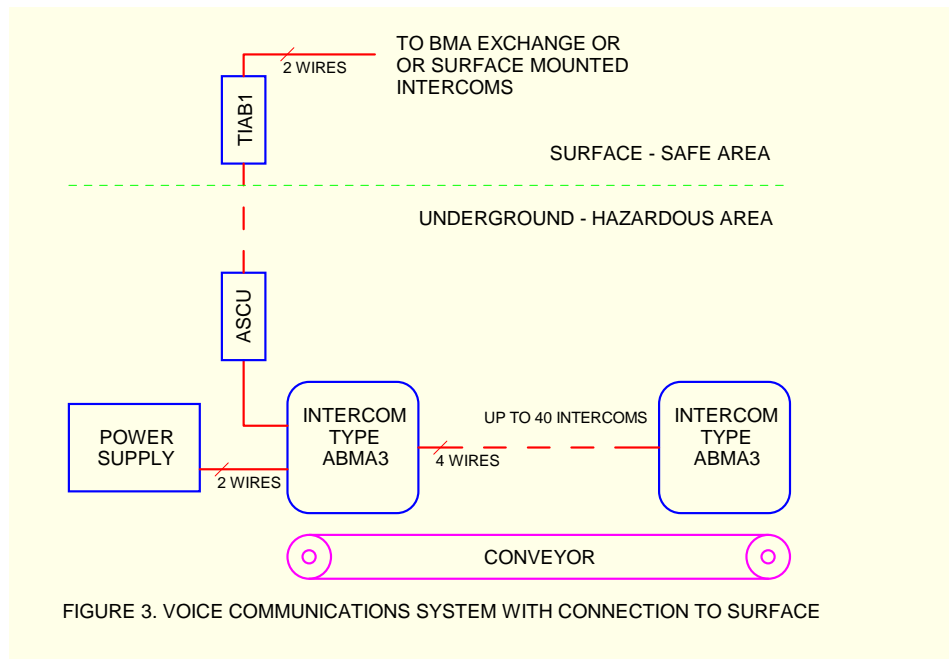 TO BMA EXCHANGE OR
OR SURFACE MOUNTED
INTERCOMS
2 WIRES
TIAB1
SURFACE - SAFE AREA
UNDERGROUND - HAZARDOUS AREA
ASCU
POWER
SUPPLY
2 WIRES
INTERCOM
TYPE
ABMA3
UP TO 40 INTERCOMS
4 WIRES
INTERCOM
TYPE
ABMA3
CONVEYOR
FIGURE 3. VOICE COMMUNICATIONS SYSTEM WITH CONNECTION TO SURFACE